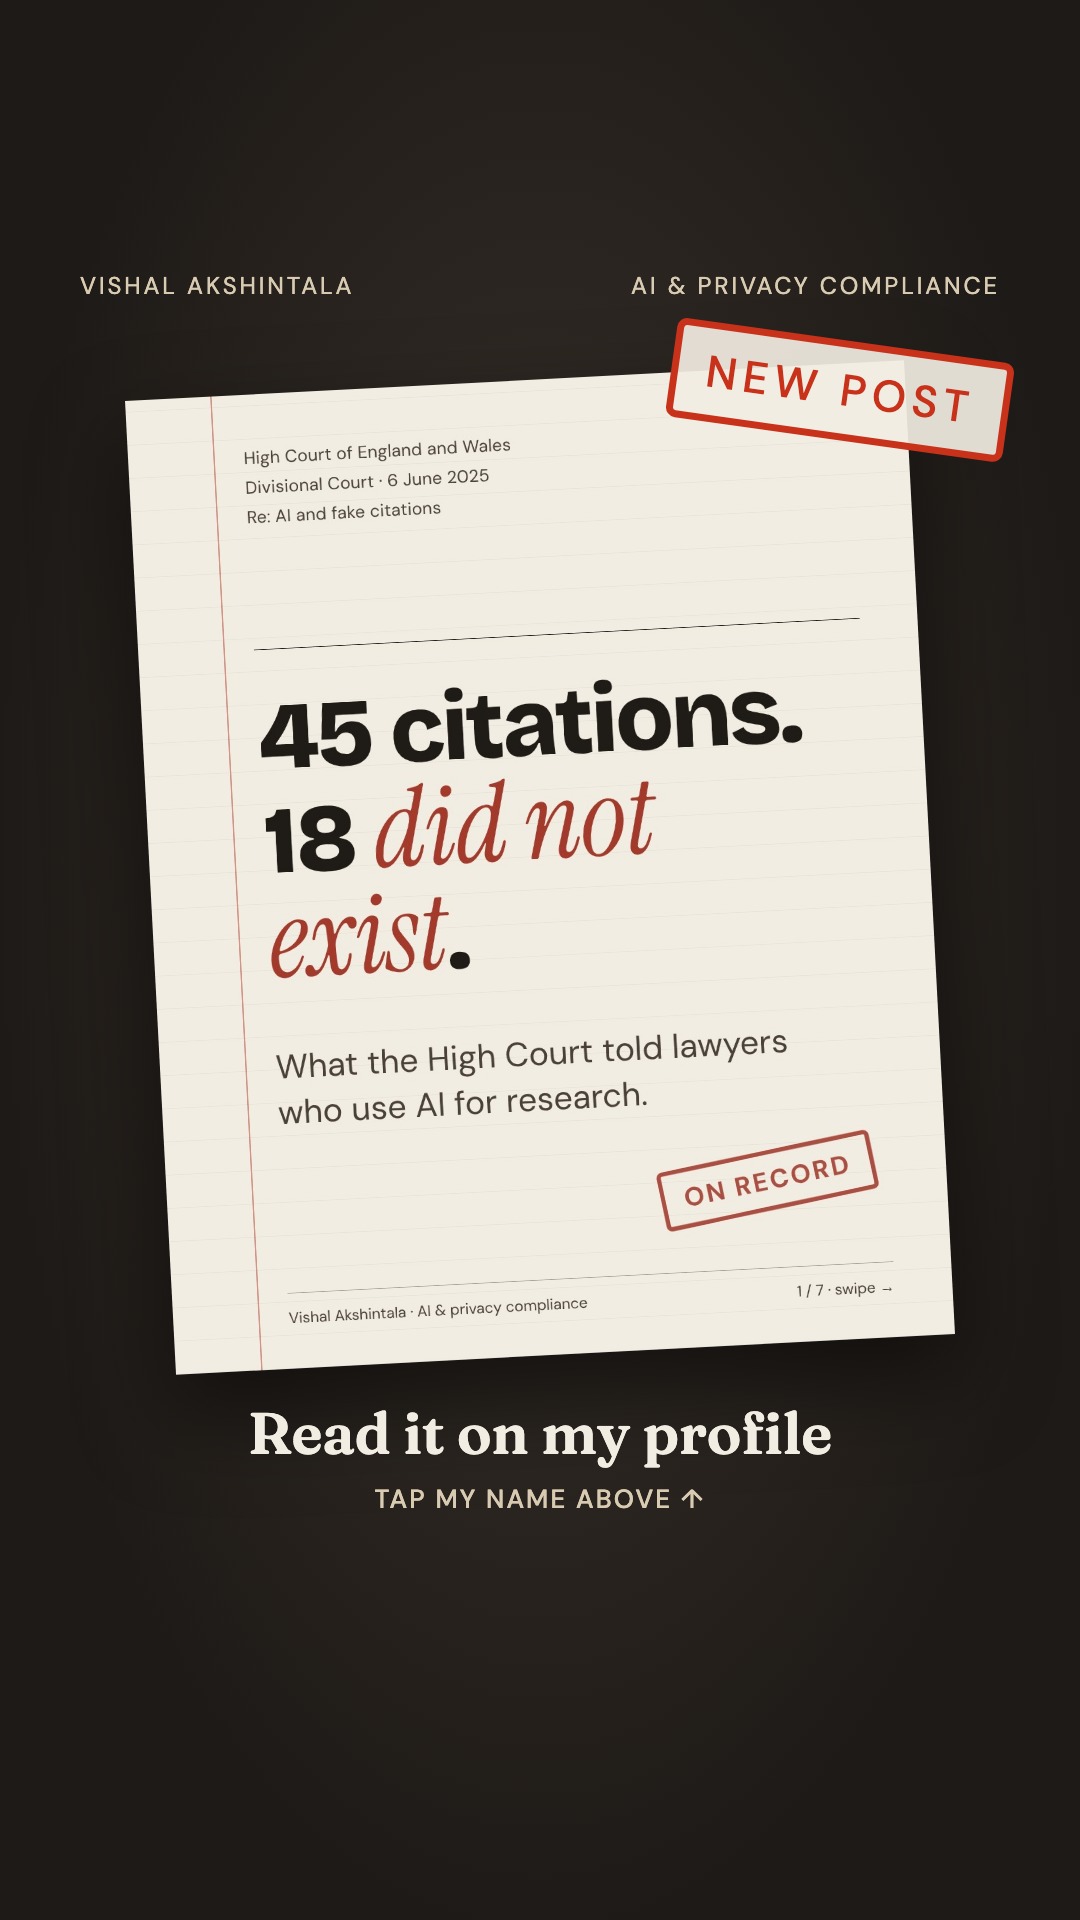 VISHAL AKSHINTALA
AI & PRIVACY COMPLIANCE
NEW POST
High Court of England and Wales
Divisional Court · 6 June 2025
Re: AI and fake citations
45 citations.
18 did not
exist.
What the High Court told lawyers
who use AI for research.
ON RECORD
Vishal Akshintala · AI & privacy compliance
1 / 7 · swipe →
Read it on my profile
TAP MY NAME ABOVE ↑